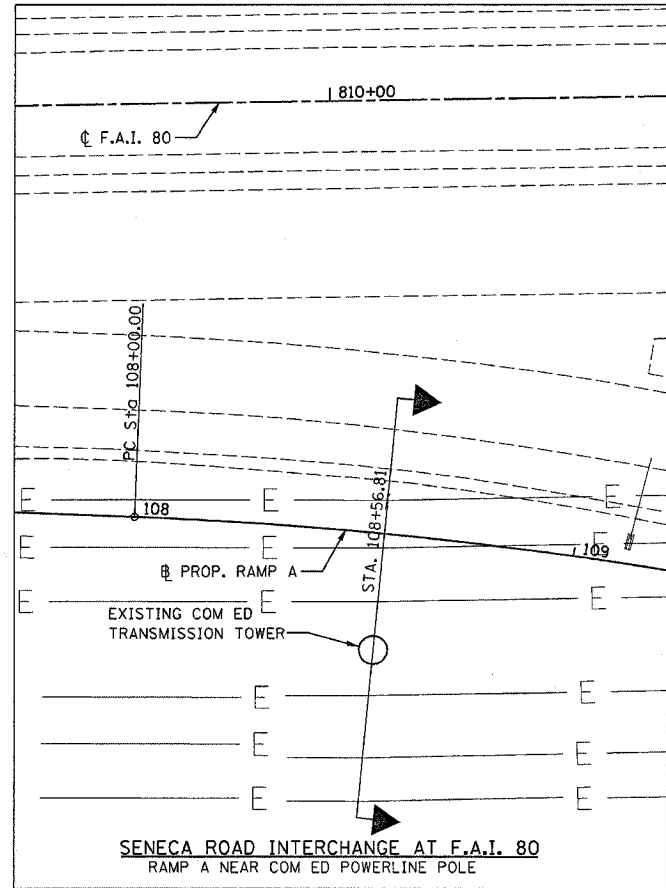 810+00
℄ F.A.I. 80
PC Sta 108+00.00
STA. 108+56.81
E E E
108
E E E
109
℔ PROP. RAMP A
E E E
EXISTING COM ED
TRANSMISSION TOWER
E E
E E
E E
SENECA ROAD INTERCHANGE AT F.A.I. 80
RAMP A NEAR COM ED POWERLINE POLE